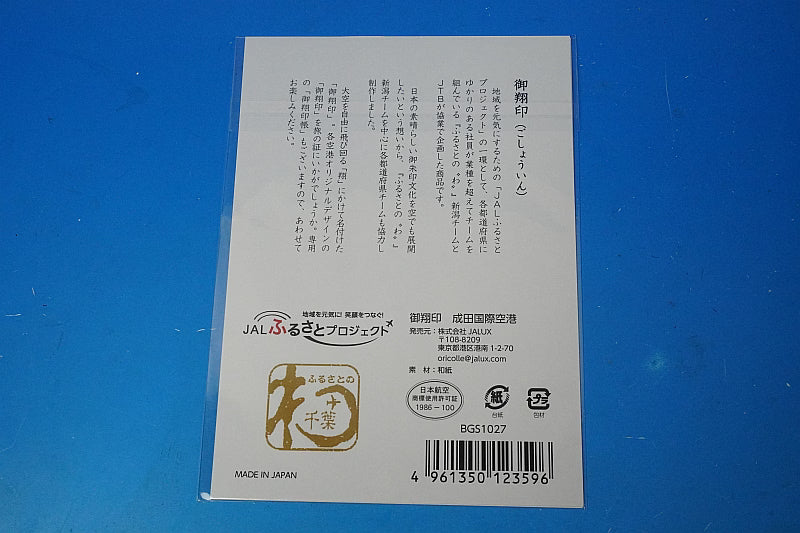 御翔印（ごしょういん）
地域を元気にするための『JALふるさと
プロジェクト』の一環として、各都道府県に
ゆかりのある社員が業種を超えてチームを
組んでいる『ふるさとの〝わ〟』新潟チームと
JTBが協業で企画した商品です。
日本の素晴らしい御朱印文化を空でも展開
したいという想いから、『ふるさとの〝わ〟』
新潟チームを中心に各都道府県チームも協力し
制作しました。
大空を自由に飛び回る「翔」にかけて名付けた
「御翔印」。各空港オリジナルデザインの
「御翔印」を旅の証にいかがでしょうか。専用
の「御翔印帳」もございますので、あわせて
お楽しみください。
地域を元気に! 笑顔をつなぐ!
JALふるさとプロジェクト
ふるさとの
わ
千葉
MADE IN JAPAN
御翔印 成田国際空港
発売元：株式会社 JALUX
〒108-8209
東京都港区港南 1-2-70
oricolle@jalux.com
素 材：和紙
日本航空
商標使用許可証
1986－100
紙
台紙
プラ
包材
BGS1027
4 961350 123596